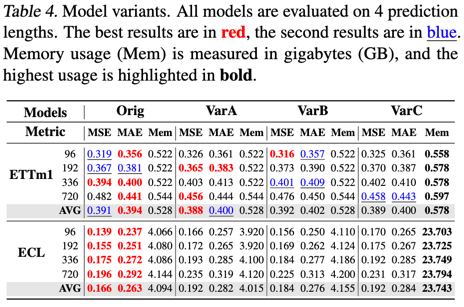 Table 4. Model variants. All models are evaluated on 4 prediction
lengths. The best results are in red, the second results are in blue.
Memory usage (Mem) is measured in gigabytes (GB), and the
highest usage is highlighted in bold.
Models Orig VarA VarB VarC
Metric MSE MAE Mem MSE MAE Mem MSE MAE Mem MSE MAE Mem
ETTm1
96 0.319 0.356 0.522 0.326 0.361 0.522 0.316 0.357 0.522 0.325 0.361 0.558
192 0.367 0.381 0.522 0.365 0.383 0.522 0.373 0.390 0.522 0.370 0.387 0.578
336 0.394 0.400 0.522 0.403 0.413 0.522 0.401 0.409 0.522 0.402 0.410 0.578
720 0.482 0.441 0.544 0.456 0.444 0.544 0.476 0.450 0.544 0.458 0.443 0.597
AVG 0.391 0.394 0.528 0.388 0.400 0.528 0.392 0.402 0.528 0.389 0.400 0.578
ECL
96 0.139 0.237 4.066 0.166 0.257 3.920 0.156 0.250 4.110 0.170 0.265 23.703
192 0.155 0.251 4.080 0.172 0.265 3.920 0.169 0.262 4.124 0.175 0.267 23.725
336 0.175 0.272 4.086 0.193 0.285 4.100 0.184 0.277 4.186 0.193 0.286 23.749
720 0.196 0.292 4.144 0.235 0.319 4.120 0.225 0.313 4.200 0.231 0.317 23.794
AVG 0.166 0.263 4.094 0.192 0.282 4.015 0.184 0.276 4.155 0.192 0.284 23.743